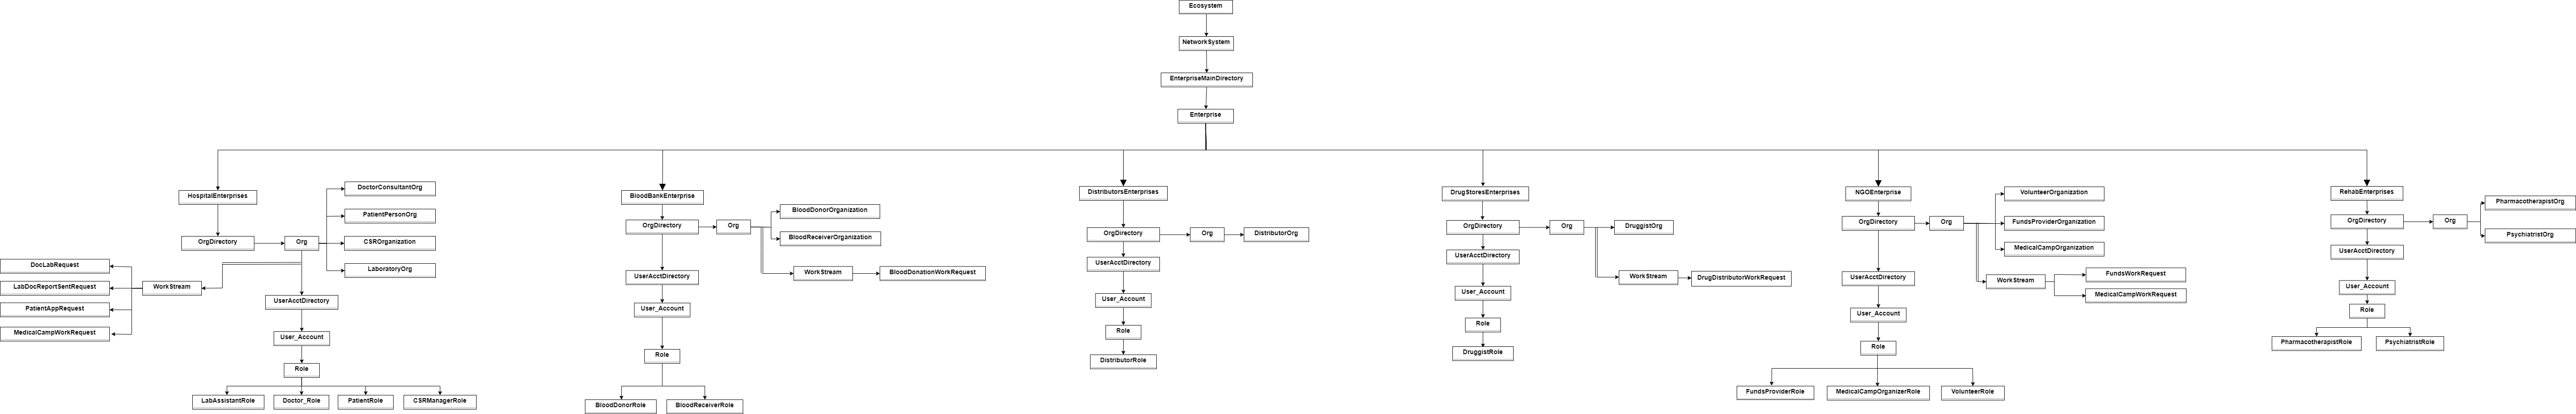 Ecosystem
NetworkSystem
EnterpriseMainDirectory
Enterprise
HospitalEnterprises
OrgDirectory
Org
DoctorConsultantOrg
PatientPersonOrg
CSROrganization
LaboratoryOrg
WorkStream
DocLabRequest
LabDocReportSentRequest
PatientAppRequest
MedicalCampWorkRequest
UserAcctDirectory
User_Account
Role
LabAssistantRole
Doctor_Role
PatientRole
CSRManagerRole
BloodBankEnterprise
OrgDirectory
Org
BloodDonorOrganization
BloodReceiverOrganization
WorkStream
BloodDonationWorkRequest
UserAcctDirectory
User_Account
Role
BloodDonorRole
BloodReceiverRole
DistributorsEnterprises
OrgDirectory
Org
DistributorOrg
UserAcctDirectory
User_Account
Role
DistributorRole
DrugStoresEnterprises
OrgDirectory
Org
DruggistOrg
WorkStream
DrugDistributorWorkRequest
UserAcctDirectory
User_Account
Role
DruggistRole
NGOEnterprise
OrgDirectory
Org
VolunteerOrganization
FundsProviderOrganization
MedicalCampOrganization
WorkStream
FundsWorkRequest
MedicalCampWorkRequest
UserAcctDirectory
User_Account
Role
FundsProviderRole
MedicalCampOrganizerRole
VolunteerRole
RehabEnterprises
OrgDirectory
Org
PharmacotherapistOrg
PsychiatristOrg
UserAcctDirectory
User_Account
Role
PharmacotherapistRole
PsychiatristRole